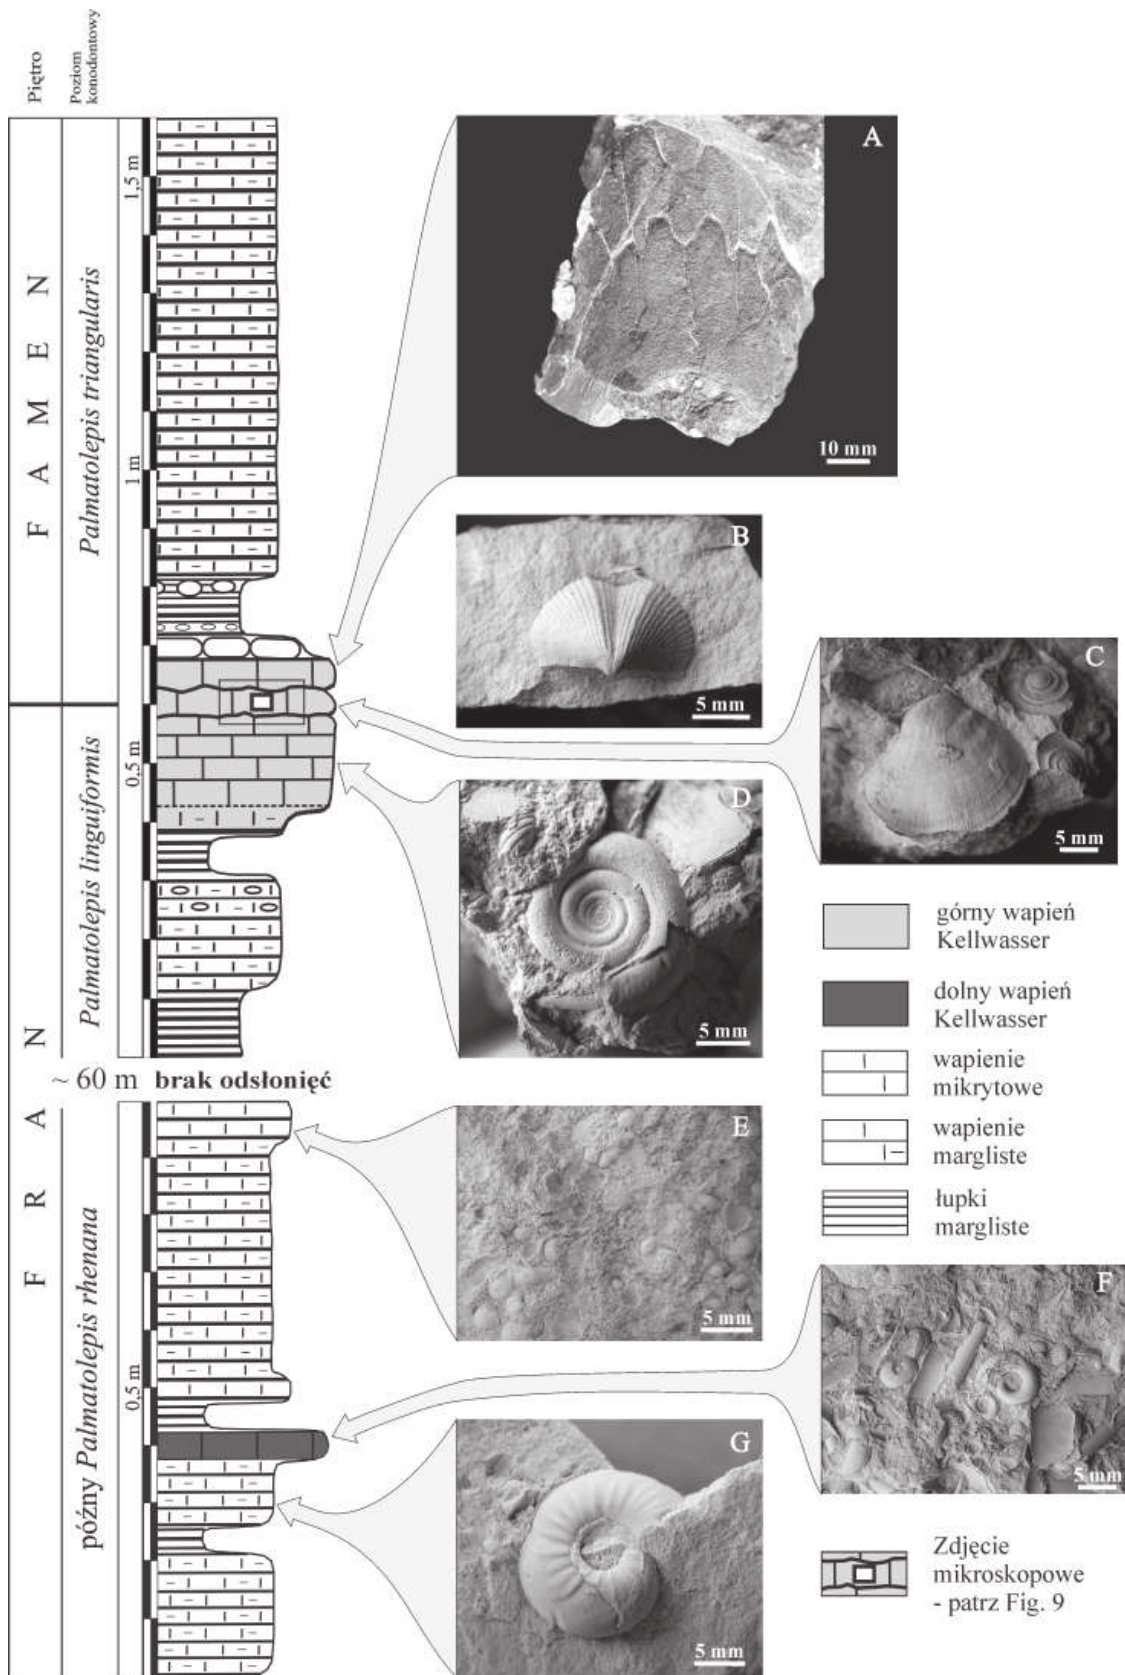 Piętro
Poziom
konodontowy
F A M E N
Palmatolepis triangularis
1,5 m
1 m
A
10 mm
B
5 mm
C
5 mm
Palmatolepis linguiformis
0,5 m
D
5 mm
górny wapień
Kellwasser
dolny wapień
Kellwasser
wapienie
mikrytowe
wapienie
margliste
łupki
margliste
~ 60 m brak odsłonięć
F R A N
późny Palmatolepis rhenana
0,5 m
E
5 mm
F
5 mm
G
5 mm
Zdjęcie
mikroskopowe
- patrz Fig. 9